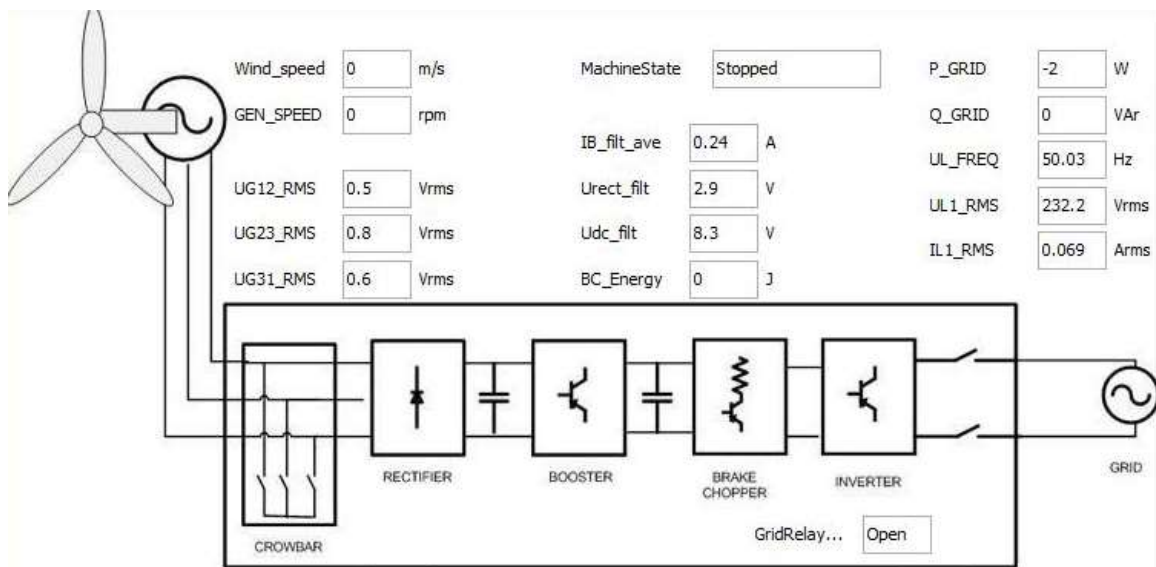 Wind_speed 0 m/s MachineState Stopped P_GRID -2 W
GEN_SPEED 0 rpm Q_GRID 0 VAr
IB_filt_ave 0.24 A UL_FREQ 50.03 Hz
UG12_RMS 0.5 Vrms Urect_filt 2.9 V UL1_RMS 232.2 Vrms
UG23_RMS 0.8 Vrms Udc_filt 8.3 V IL1_RMS 0.069 Arms
UG31_RMS 0.6 Vrms BC_Energy 0 J
RECTIFIER BOOSTER BRAKE CHOPPER INVERTER GRID
GridRelay... Open
CROWBAR